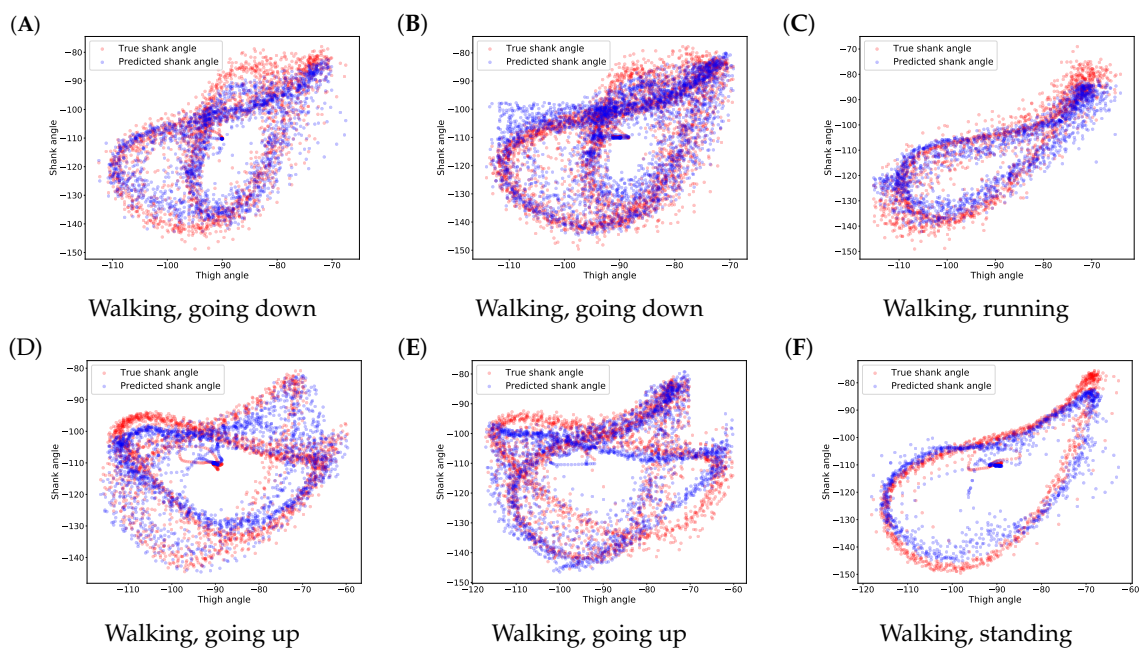 (A)
True shank angle
Predicted shank angle
Shank angle
−80
−90
−100
−110
−120
−130
−140
−150
−110 −100 −90 −80 −70
Thigh angle
Walking, going down
(B)
True shank angle
Predicted shank angle
Shank angle
−80
−90
−100
−110
−120
−130
−140
−150
−110 −100 −90 −80 −70
Thigh angle
Walking, going down
(C)
True shank angle
Predicted shank angle
Shank angle
−70
−80
−90
−100
−110
−120
−130
−140
−150
−110 −100 −90 −80 −70
Thigh angle
Walking, running
(D)
True shank angle
Predicted shank angle
Shank angle
−80
−90
−100
−110
−120
−130
−140
−110 −100 −90 −80 −70 −60
Thigh angle
Walking, going up
(E)
True shank angle
Predicted shank angle
Shank angle
−80
−90
−100
−110
−120
−130
−140
−150
−120 −110 −100 −90 −80 −70 −60
Thigh angle
Walking, going up
(F)
True shank angle
Predicted shank angle
Shank angle
−80
−90
−100
−110
−120
−130
−140
−150
−120 −110 −100 −90 −80 −70 −60
Thigh angle
Walking, standing